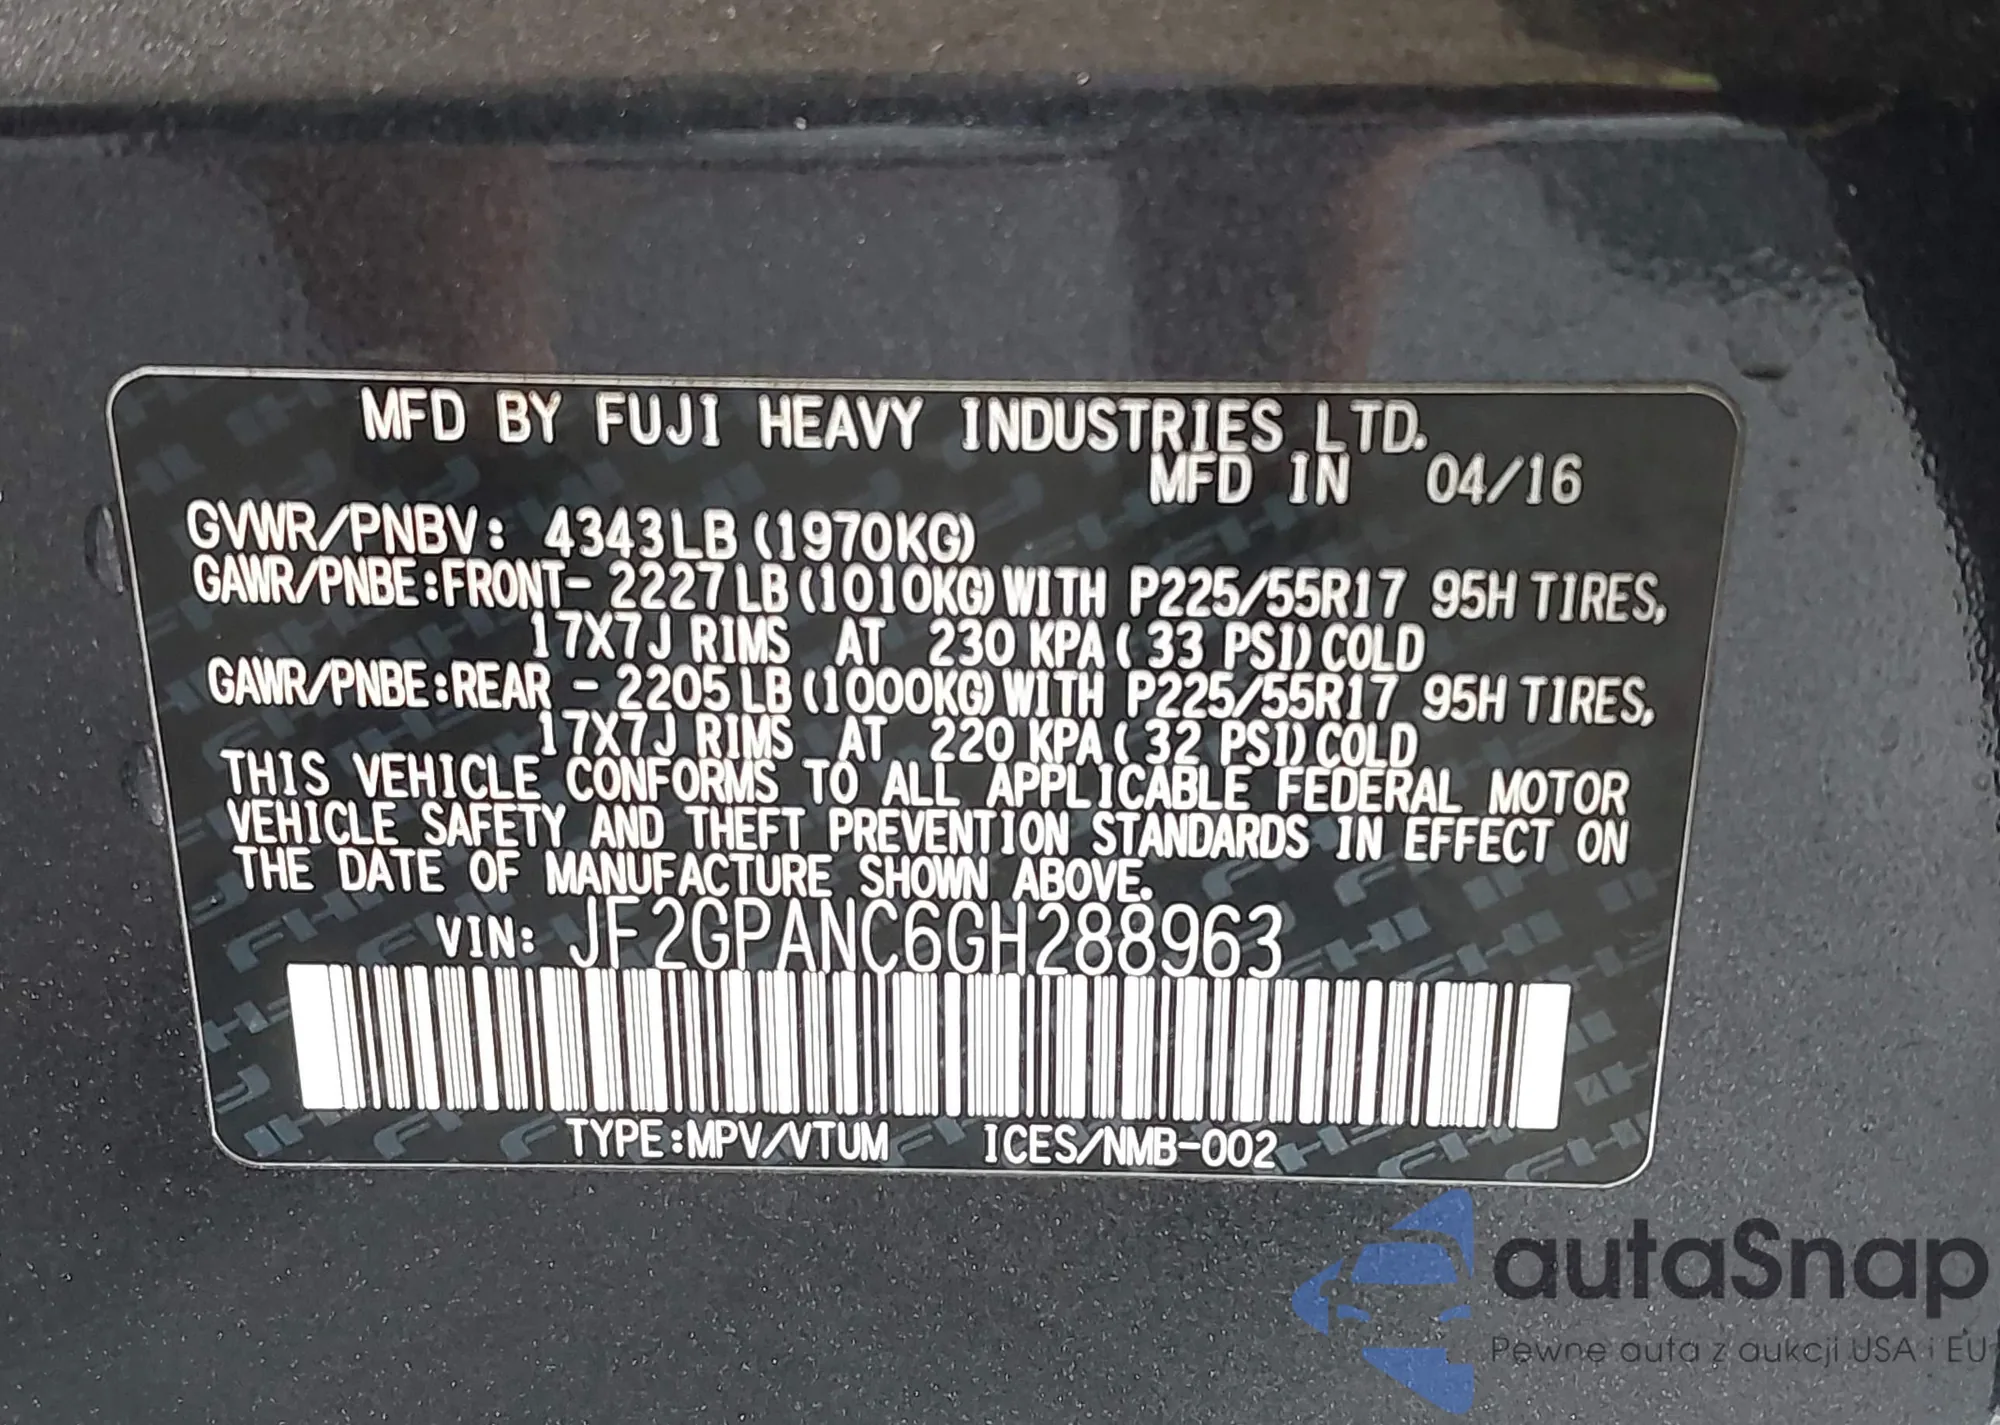 MFD BY FUJI HEAVY INDUSTRIES LTD.
MFD IN 04/16
GVWR/PNBV: 4343LB (1970KG)
GAWR/PNBE:FRONT- 2227LB (1010KG) WITH P225/55R17 95H TIRES,
17X7J RIMS AT 230 KPA (33 PSI) COLD
GAWR/PNBE:REAR - 2205LB (1000KG) WITH P225/55R17 95H TIRES,
17X7J RIMS AT 220 KPA (32 PSI) COLD
THIS VEHICLE CONFORMS TO ALL APPLICABLE FEDERAL MOTOR
VEHICLE SAFETY AND THEFT PREVENTION STANDARDS IN EFFECT ON
THE DATE OF MANUFACTURE SHOWN ABOVE.
VIN: JF2GPANC6GH288963
TYPE:MPV/VTUM ICES/NMB-002
autaSnap
Pewne auta z aukcji USA i EU